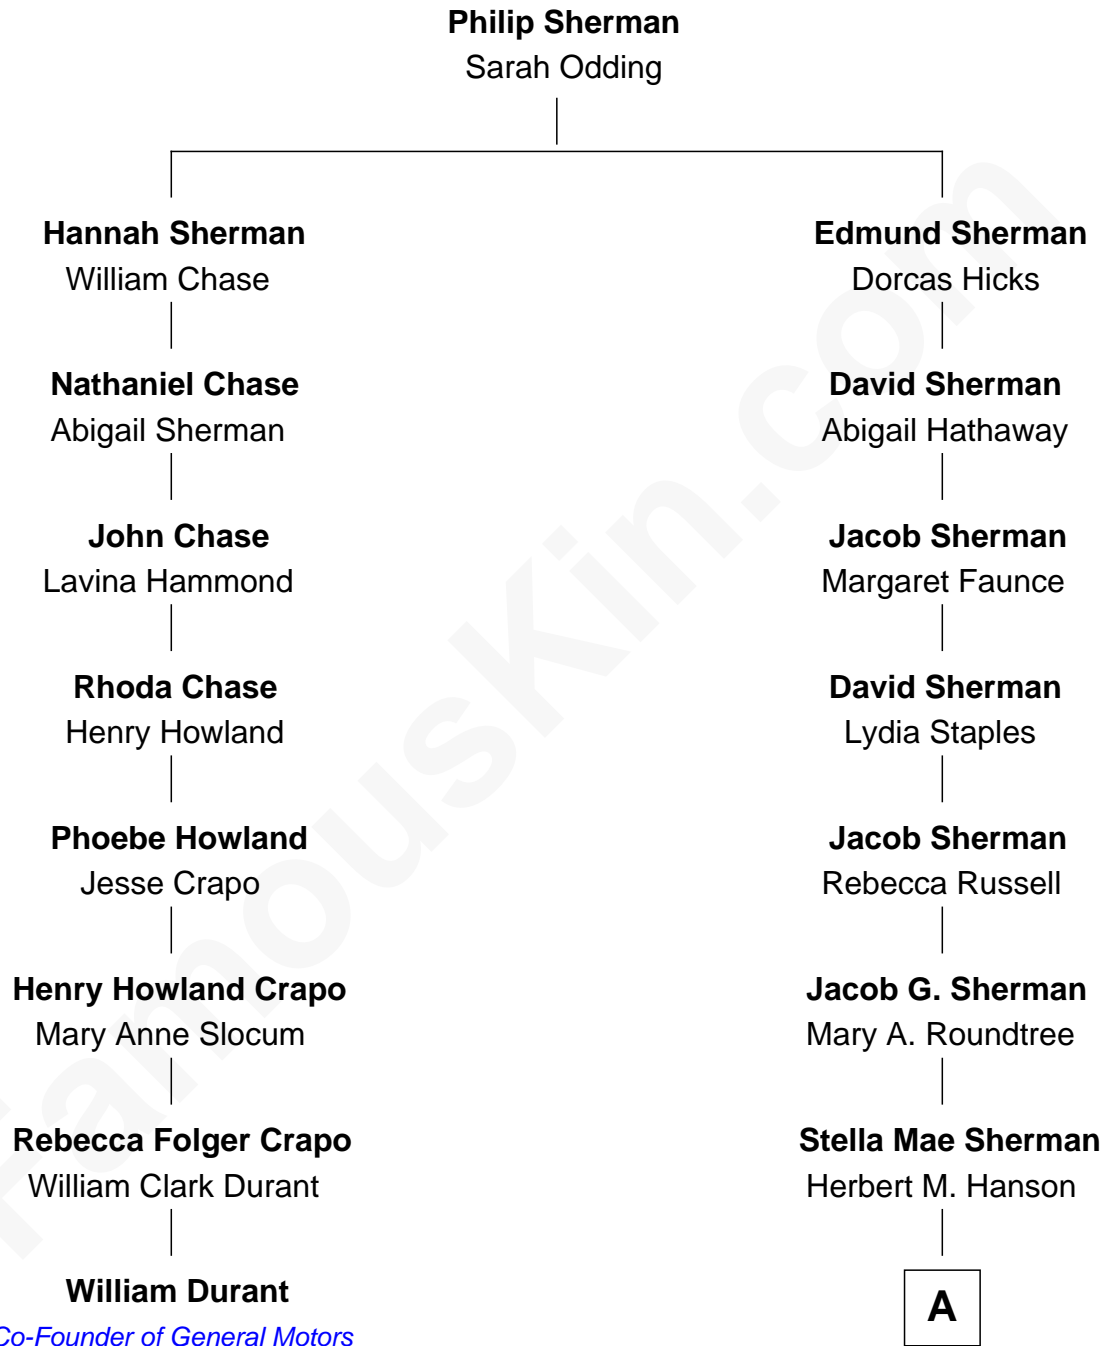 Philip Sherman
Sarah Odding
Hannah Sherman
William Chase
Edmund Sherman
Dorcas Hicks
Nathaniel Chase
Abigail Sherman
David Sherman
Abigail Hathaway
John Chase
Lavina Hammond
Jacob Sherman
Margaret Faunce
Rhoda Chase
Henry Howland
David Sherman
Lydia Staples
Phoebe Howland
Jesse Crapo
Jacob Sherman
Rebecca Russell
Henry Howland Crapo
Mary Anne Slocum
Jacob G. Sherman
Mary A. Roundtree
Rebecca Folger Crapo
William Clark Durant
Stella Mae Sherman
Herbert M. Hanson
William Durant
Co-Founder of General Motors
A
FamousKin.com